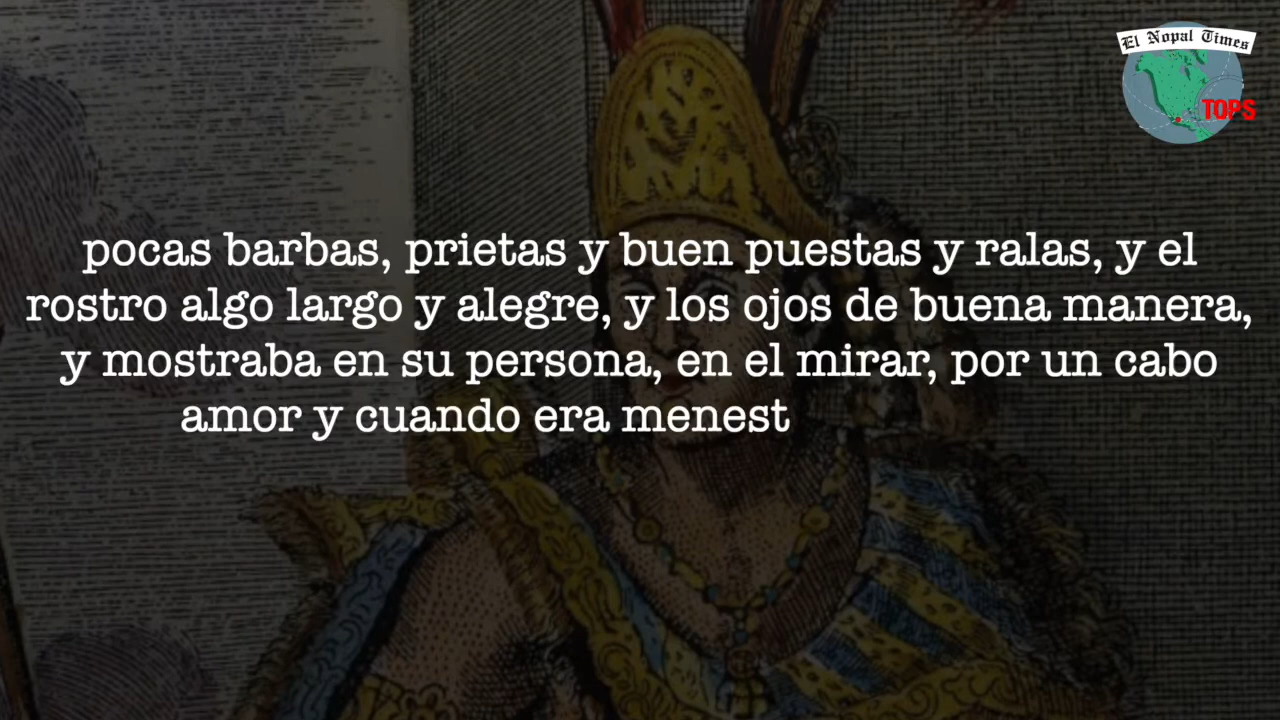 El Nopal Times
TOPS
pocas barbas, prietas y buen puestas y ralas, y el
rostro algo largo y alegre, y los ojos de buena manera,
y mostraba en su persona, en el mirar, por un cabo
amor y cuando era menest